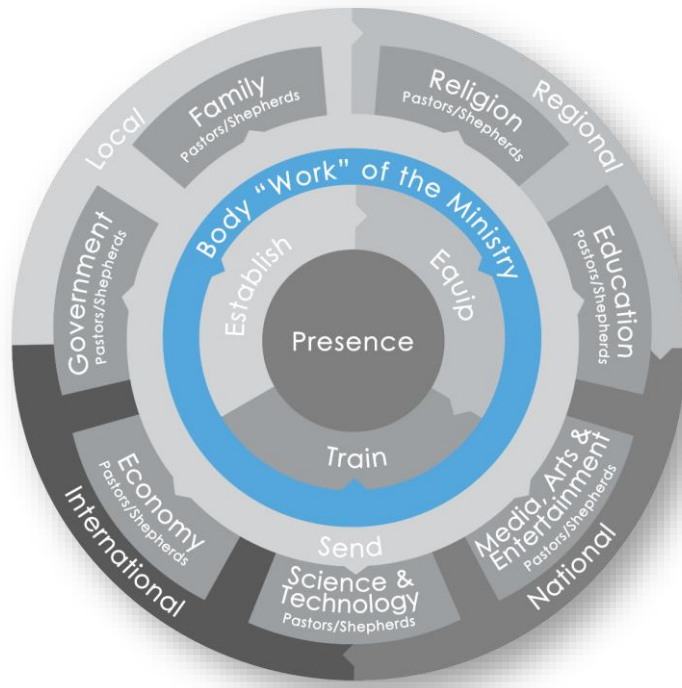 Local
Regional
National
International
Family
Pastors/Shepherds
Religion
Pastors/Shepherds
Education
Pastors/Shepherds
Media, Arts &
Entertainment
Pastors/Shepherds
Science &
Technology
Pastors/Shepherds
Economy
Pastors/Shepherds
Government
Pastors/Shepherds
Send
Body "Work" of the Ministry
Establish
Equip
Train
Presence